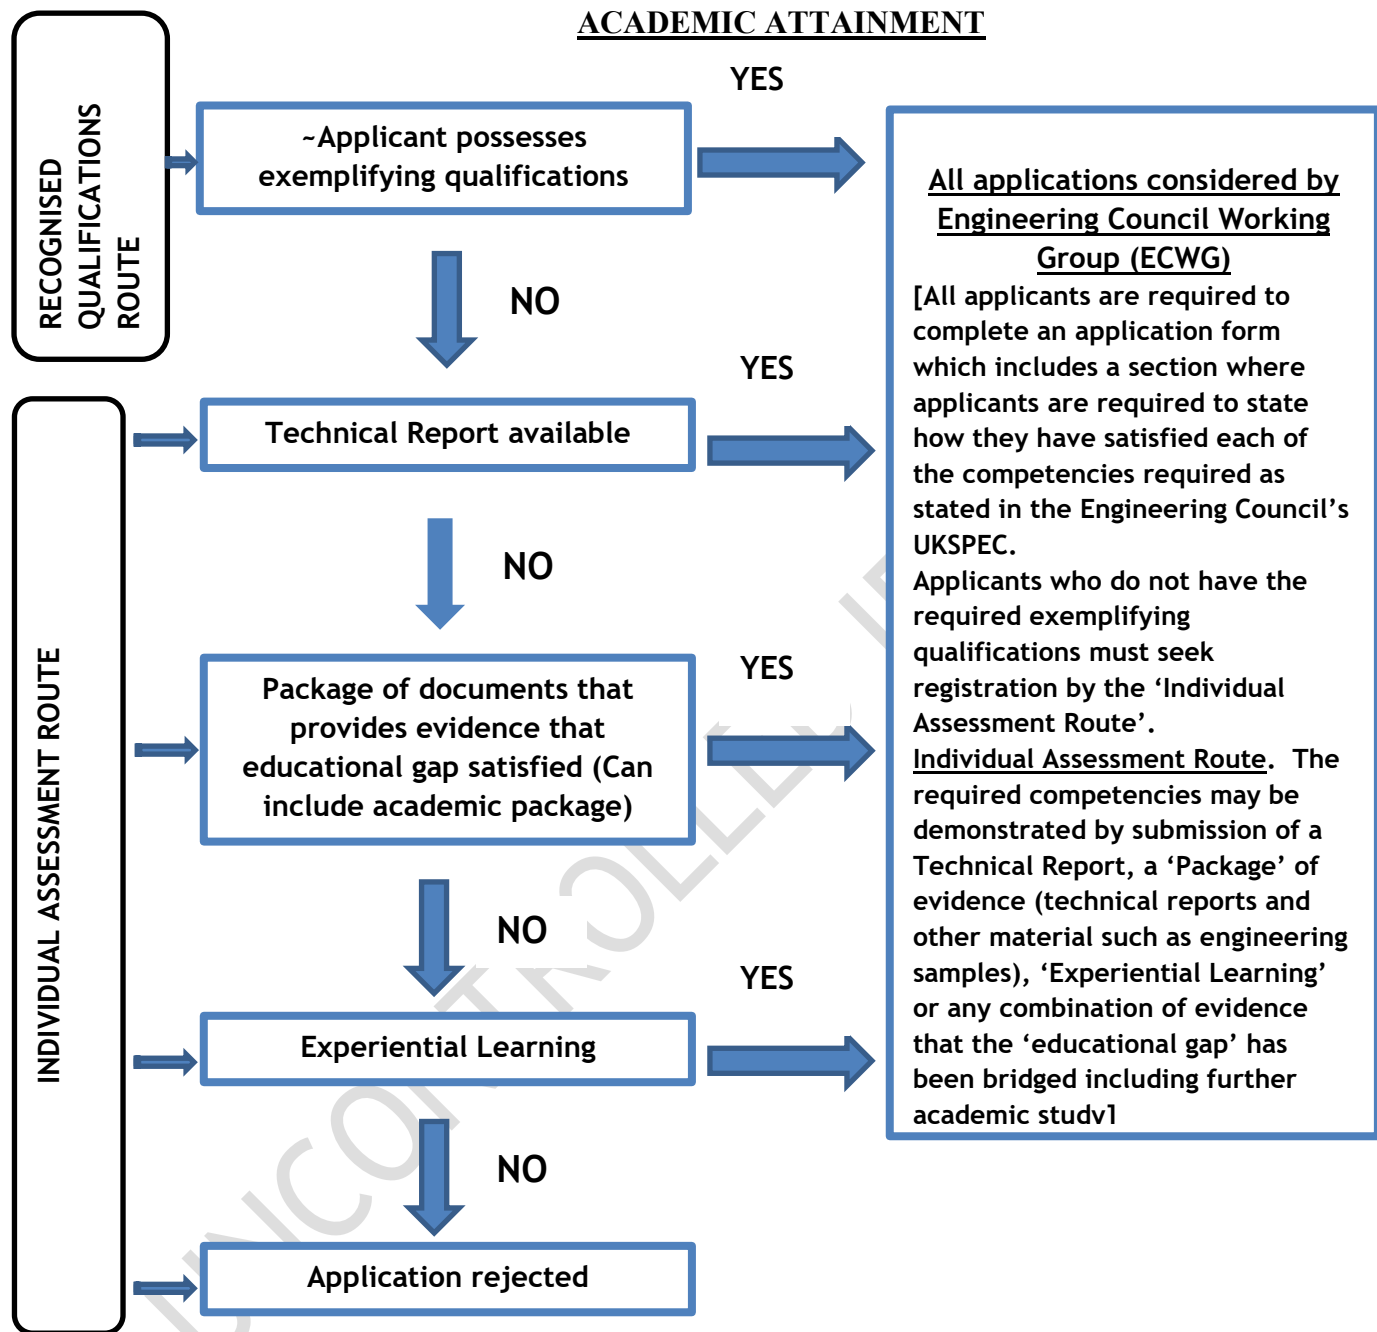 ACADEMIC ATTAINMENT
RECOGNISED
QUALIFICATIONS
ROUTE
~Applicant possesses
exemplifying qualifications
YES
NO
INDIVIDUAL ASSESSMENT ROUTE
Technical Report available
YES
NO
Package of documents that
provides evidence that
educational gap satisfied (Can
include academic package)
YES
NO
Experiential Learning
YES
NO
Application rejected
All applications considered by
Engineering Council Working
Group (ECWG)
[All applicants are required to
complete an application form
which includes a section where
applicants are required to state
how they have satisfied each of
the competencies required as
stated in the Engineering Council’s
UKSPEC.
Applicants who do not have the
required exemplifying
qualifications must seek
registration by the ‘Individual
Assessment Route’.
Individual Assessment Route.  The
required competencies may be
demonstrated by submission of a
Technical Report, a ‘Package’ of
evidence (technical reports and
other material such as engineering
samples), ‘Experiential Learning’
or any combination of evidence
that the ‘educational gap’ has
been bridged including further
academic study]